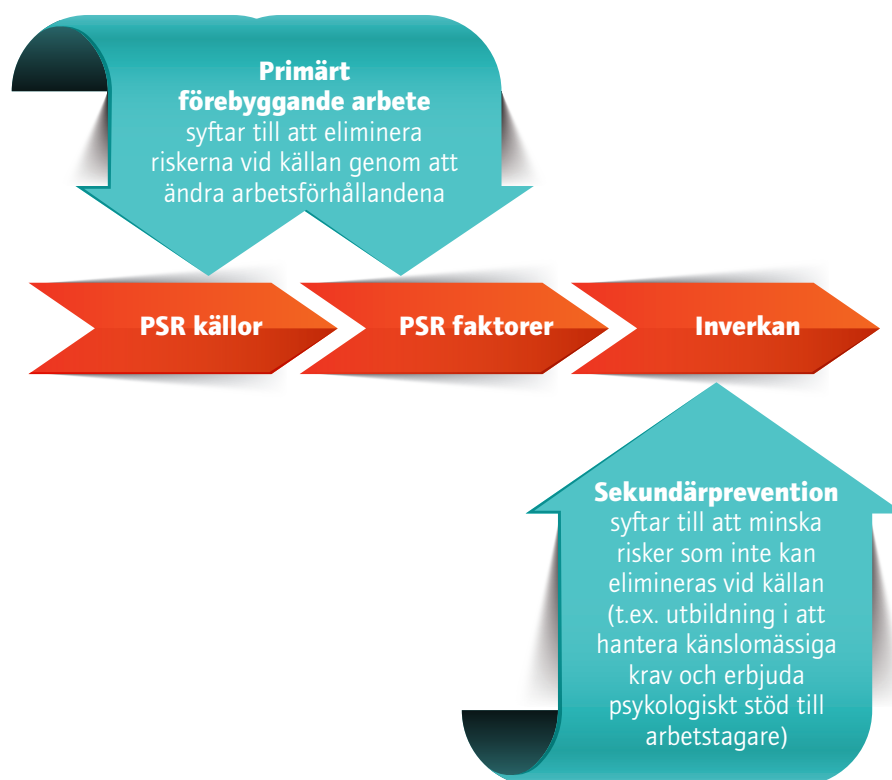 Primärt
förebyggande arbete
syftar till att eliminera
riskerna vid källan genom att
ändra arbetsförhållandena
PSR källor
PSR faktorer
Inverkan
Sekundärprevention
syftar till att minska
risker som inte kan
elimineras vid källan
(t.ex. utbildning i att
hantera känslomässiga
krav och erbjuda
psykologiskt stöd till
arbetstagare)